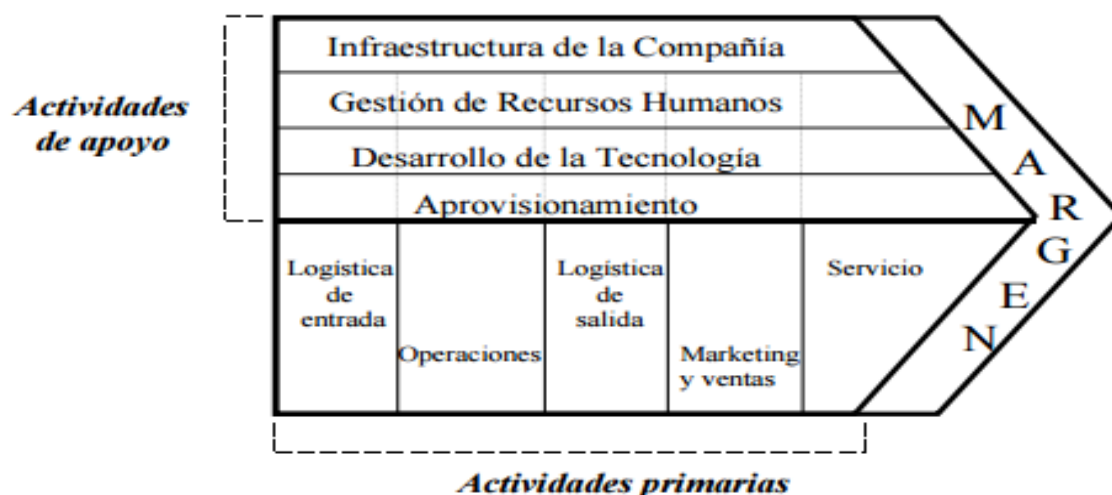 Infraestructura de la Compañía
Gestión de Recursos Humanos
Desarrollo de la Tecnología
Aprovisionamiento
Actividades
de apoyo
Logística
de
entrada
Operaciones
Logística
de
salida
Marketing
y ventas
Servicio
MARGEN
Actividades primarias